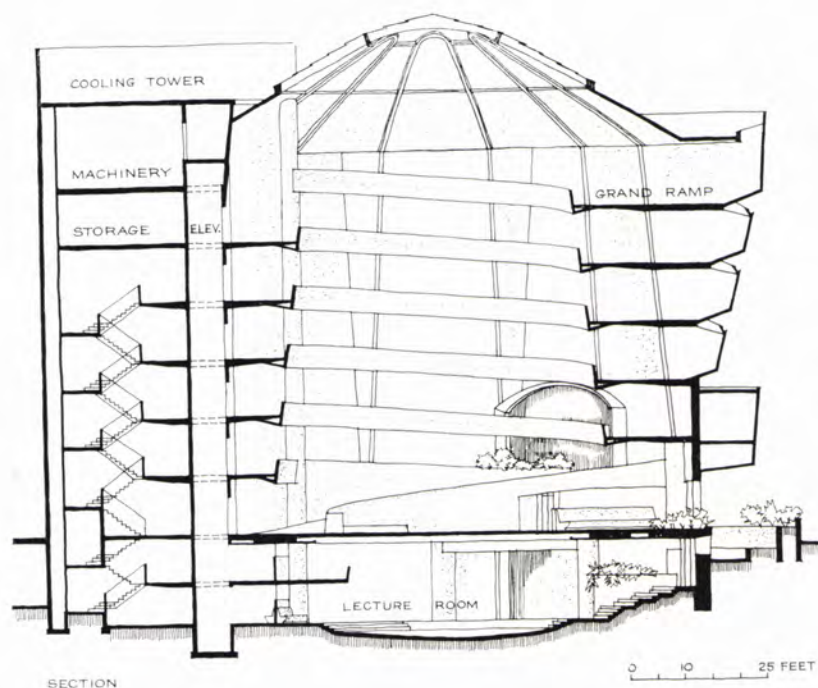 COOLING TOWER
MACHINERY
GRAND RAMP
STORAGE
ELEV.
LECTURE ROOM
0 10 25 FEET
SECTION